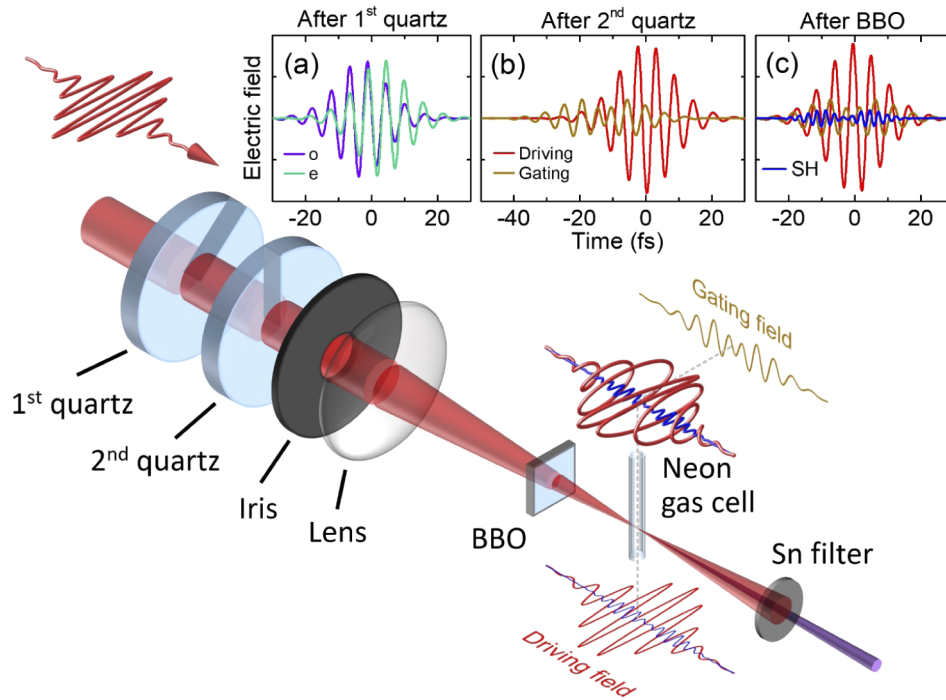 After 1st quartz
After 2nd quartz
After BBO
(a)
(b)
(c)
Electric field
o
e
Driving
Gating
SH
-20 0 20
-40 -20 0 20
-20 0 20
Time (fs)
Gating field
1st quartz
2nd quartz
Iris
Lens
BBO
Neon
gas cell
Sn filter
Driving field